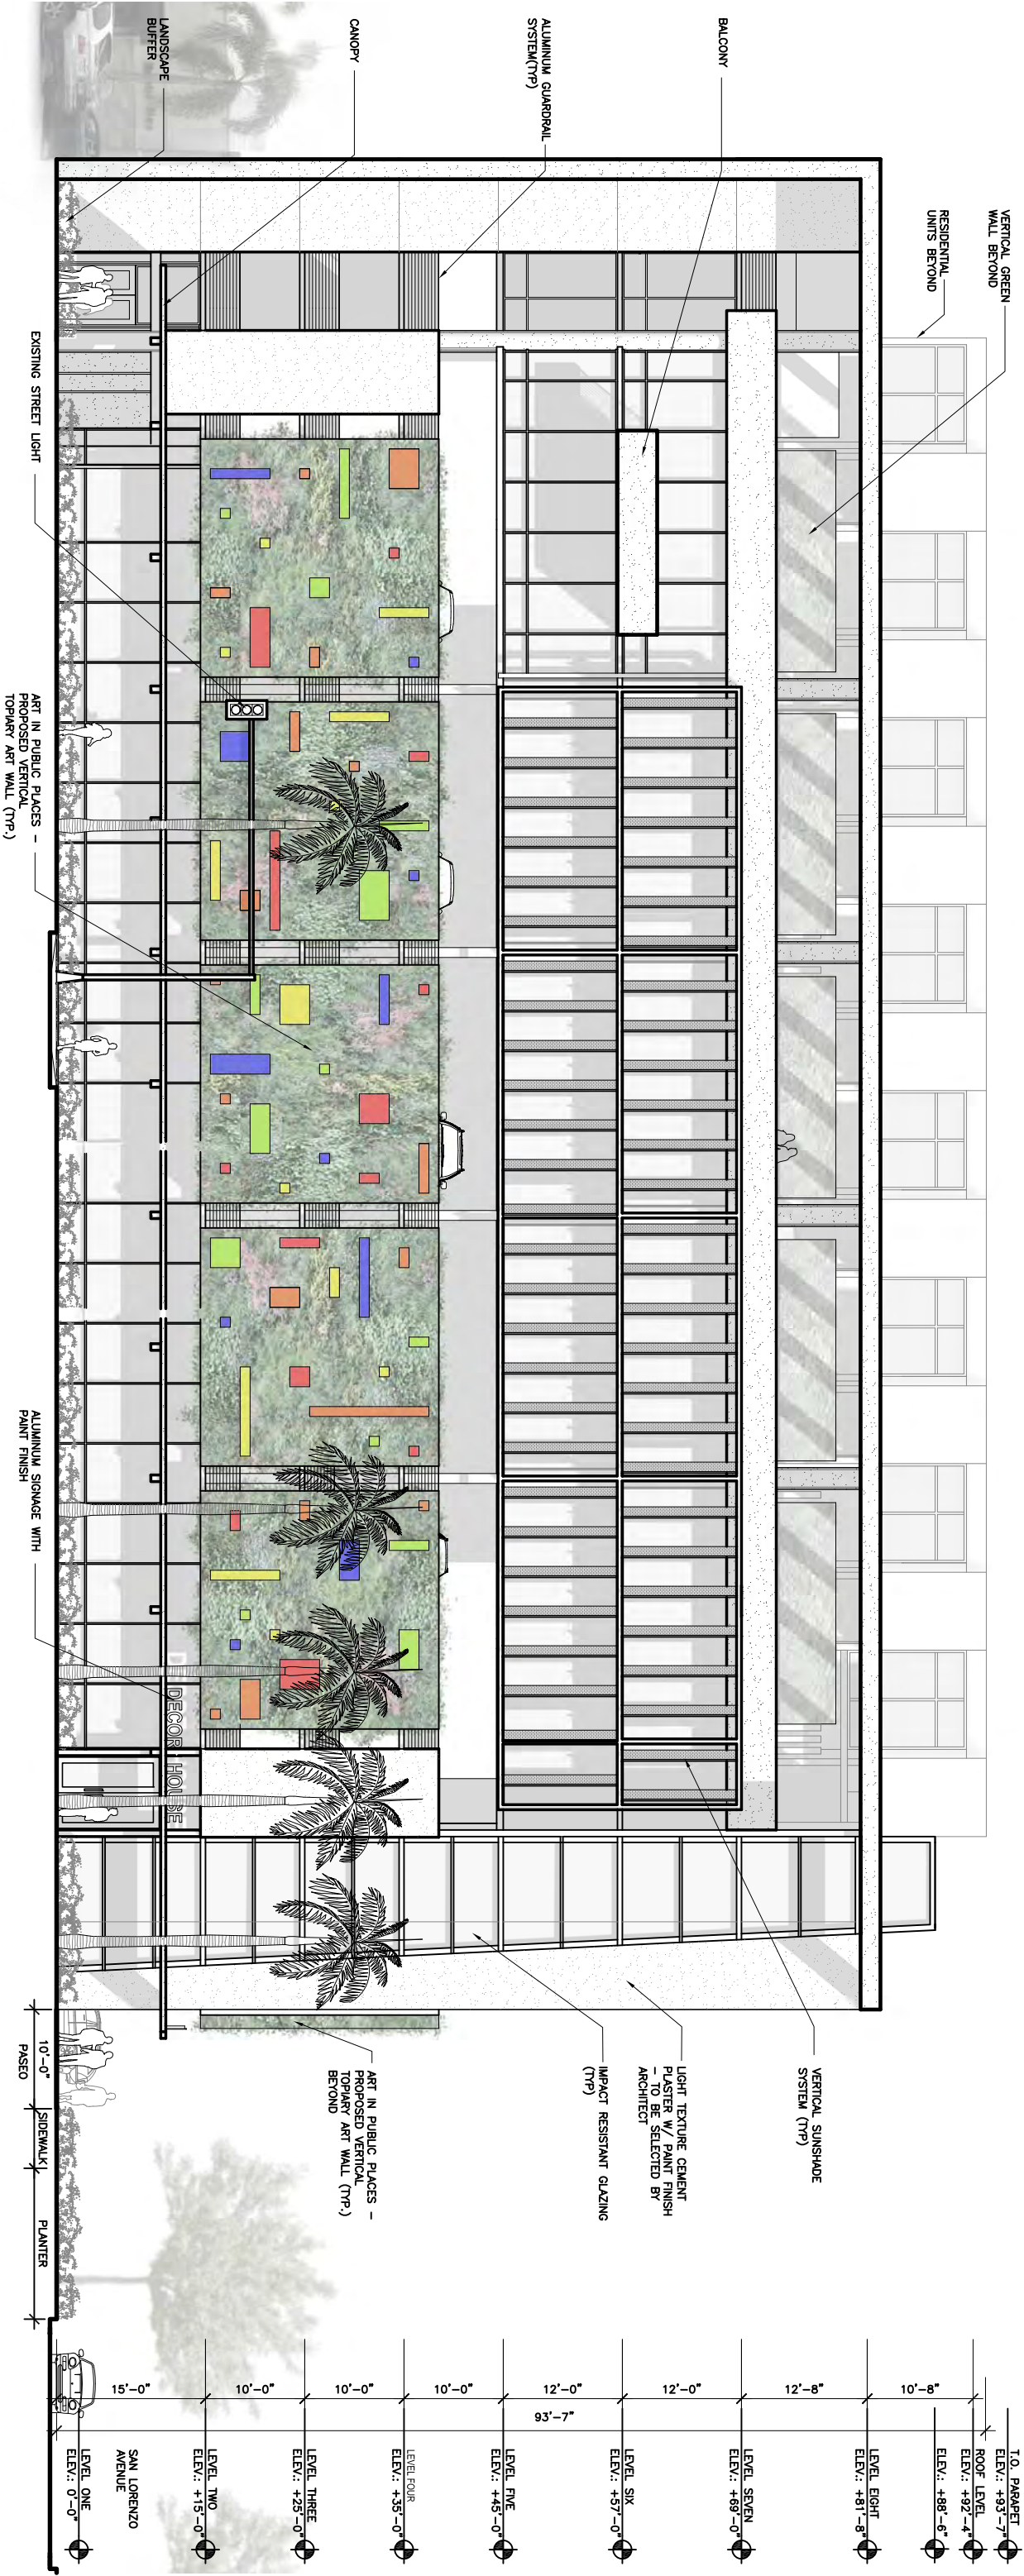 VERTICAL GREEN
WALL BEYOND
RESIDENTIAL
UNITS BEYOND
BALCONY
ALUMINUM GUARDRAIL
SYSTEM(TYP)
CANOPY
LANDSCAPE
BUFFER
EXISTING STREET LIGHT
ART IN PUBLIC PLACES –
PROPOSED VERTICAL
TOPIARY ART WALL (TYP.)
ALUMINUM SIGNAGE WITH
PAINT FINISH
DECOR HOUSE
VERTICAL SUNSHADE
SYSTEM (TYP)
LIGHT TEXTURE CEMENT
PLASTER W/ PAINT FINISH
– TO BE SELECTED BY
ARCHITECT
IMPACT RESISTANT GLAZING
(TYP)
ART IN PUBLIC PLACES –
PROPOSED VERTICAL
TOPIARY ART WALL (TYP.)
BEYOND
10'-0"
PASEO
SIDEWALK
PLANTER
10'-8"
12'-8"
12'-0"
12'-0"
10'-0"
10'-0"
10'-0"
15'-0"
93'-7"
T.O. PARAPET
ELEV.: +93'-7"
ROOF LEVEL
ELEV.: +92'-4"
ELEV.: +88'-6"
LEVEL EIGHT
ELEV.: +81'-8"
LEVEL SEVEN
ELEV.: +69'-0"
LEVEL SIX
ELEV.: +57'-0"
LEVEL FIVE
ELEV.: +45'-0"
LEVEL FOUR
ELEV.: +35'-0"
LEVEL THREE
ELEV.: +25'-0"
LEVEL TWO
ELEV.: +15'-0"
SAN LORENZO
AVENUE
LEVEL ONE
ELEV.: 0'-0"